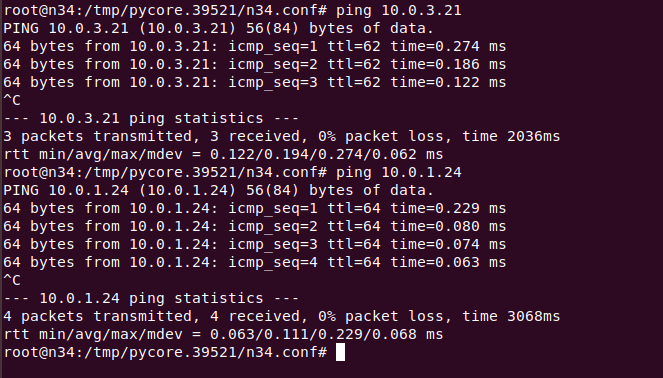 root@n34:/tmp/pycore.39521/n34.conf# ping 10.0.3.21
PING 10.0.3.21 (10.0.3.21) 56(84) bytes of data.
64 bytes from 10.0.3.21: icmp_seq=1 ttl=62 time=0.274 ms
64 bytes from 10.0.3.21: icmp_seq=2 ttl=62 time=0.186 ms
64 bytes from 10.0.3.21: icmp_seq=3 ttl=62 time=0.122 ms
^C
--- 10.0.3.21 ping statistics ---
3 packets transmitted, 3 received, 0% packet loss, time 2036ms
rtt min/avg/max/mdev = 0.122/0.194/0.274/0.062 ms
root@n34:/tmp/pycore.39521/n34.conf# ping 10.0.1.24
PING 10.0.1.24 (10.0.1.24) 56(84) bytes of data.
64 bytes from 10.0.1.24: icmp_seq=1 ttl=64 time=0.229 ms
64 bytes from 10.0.1.24: icmp_seq=2 ttl=64 time=0.080 ms
64 bytes from 10.0.1.24: icmp_seq=3 ttl=64 time=0.074 ms
64 bytes from 10.0.1.24: icmp_seq=4 ttl=64 time=0.063 ms
^C
--- 10.0.1.24 ping statistics ---
4 packets transmitted, 4 received, 0% packet loss, time 3068ms
rtt min/avg/max/mdev = 0.063/0.111/0.229/0.068 ms
root@n34:/tmp/pycore.39521/n34.conf#